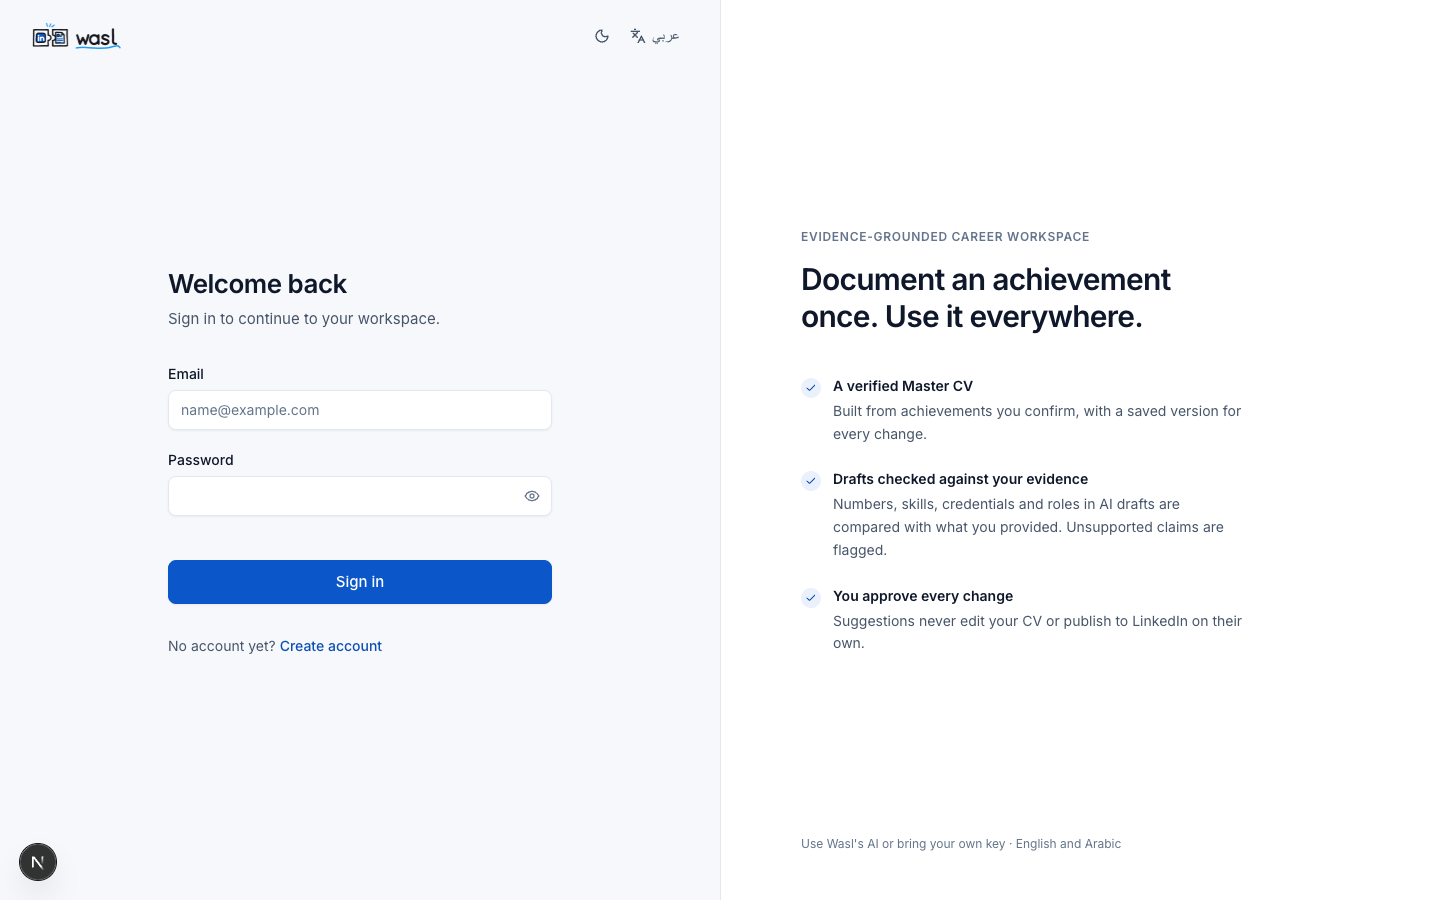 wasl
عربي
Welcome back
Sign in to continue to your workspace.
Email
name@example.com
Password
Sign in
No account yet? Create account
EVIDENCE-GROUNDED CAREER WORKSPACE
Document an achievement
once. Use it everywhere.
A verified Master CV
Built from achievements you confirm, with a saved version for
every change.
Drafts checked against your evidence
Numbers, skills, credentials and roles in AI drafts are
compared with what you provided. Unsupported claims are
flagged.
You approve every change
Suggestions never edit your CV or publish to LinkedIn on their
own.
Use Wasl's AI or bring your own key · English and Arabic